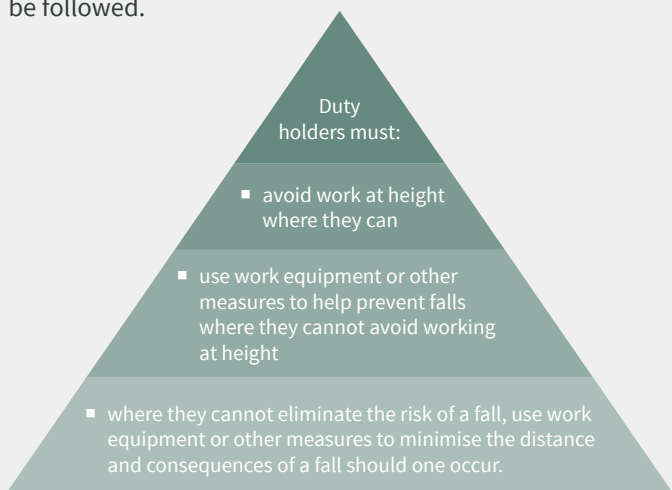 be followed.
Duty
holders must:
▪ avoid work at height
where they can
▪ use work equipment or other
measures to help prevent falls
where they cannot avoid working
at height
▪ where they cannot eliminate the risk of a fall, use work
equipment or other measures to minimise the distance
and consequences of a fall should one occur.